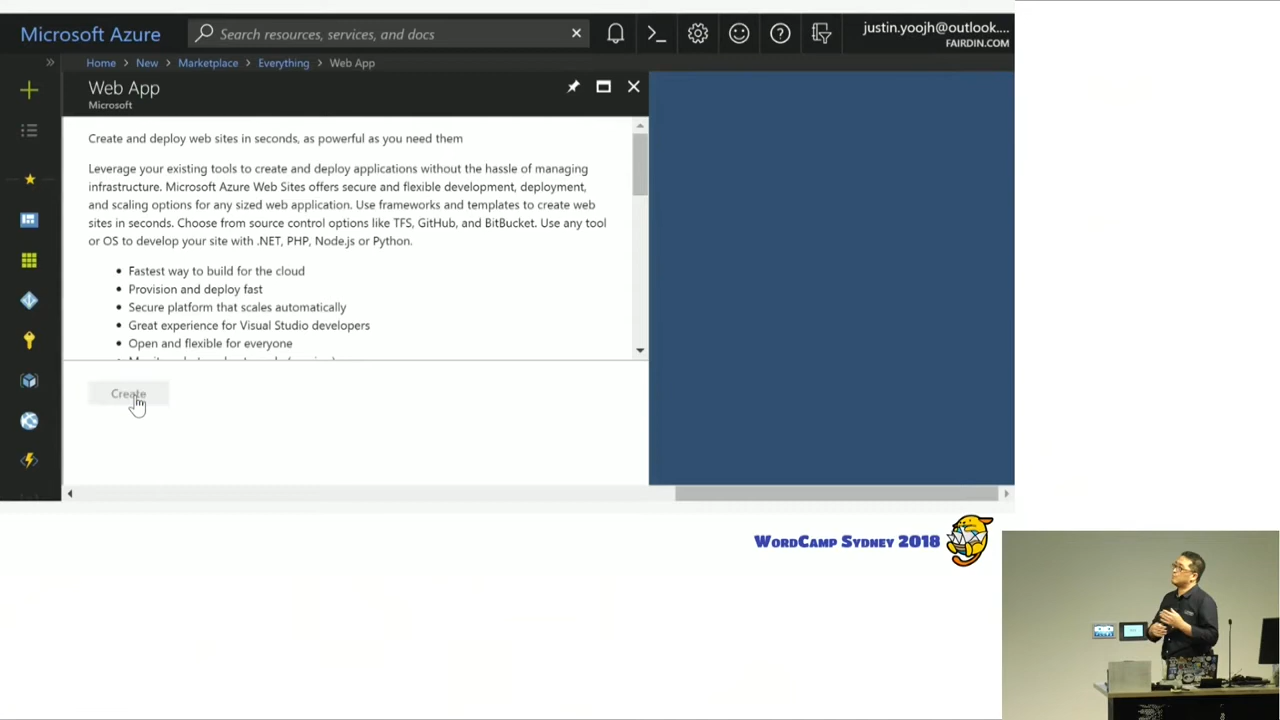 Microsoft Azure
Search resources, services, and docs
justin.yoojh@outlook....
FAIRDIN.COM
Home > New > Marketplace > Everything > Web App
Web App
Microsoft
Create and deploy web sites in seconds, as powerful as you need them
Leverage your existing tools to create and deploy applications without the hassle of managing
infrastructure. Microsoft Azure Web Sites offers secure and flexible development, deployment,
and scaling options for any sized web application. Use frameworks and templates to create web
sites in seconds. Choose from source control options like TFS, GitHub, and BitBucket. Use any tool
or OS to develop your site with .NET, PHP, Node.js or Python.
Fastest way to build for the cloud
Provision and deploy fast
Secure platform that scales automatically
Great experience for Visual Studio developers
Open and flexible for everyone
Create
WordCamp Sydney 2018